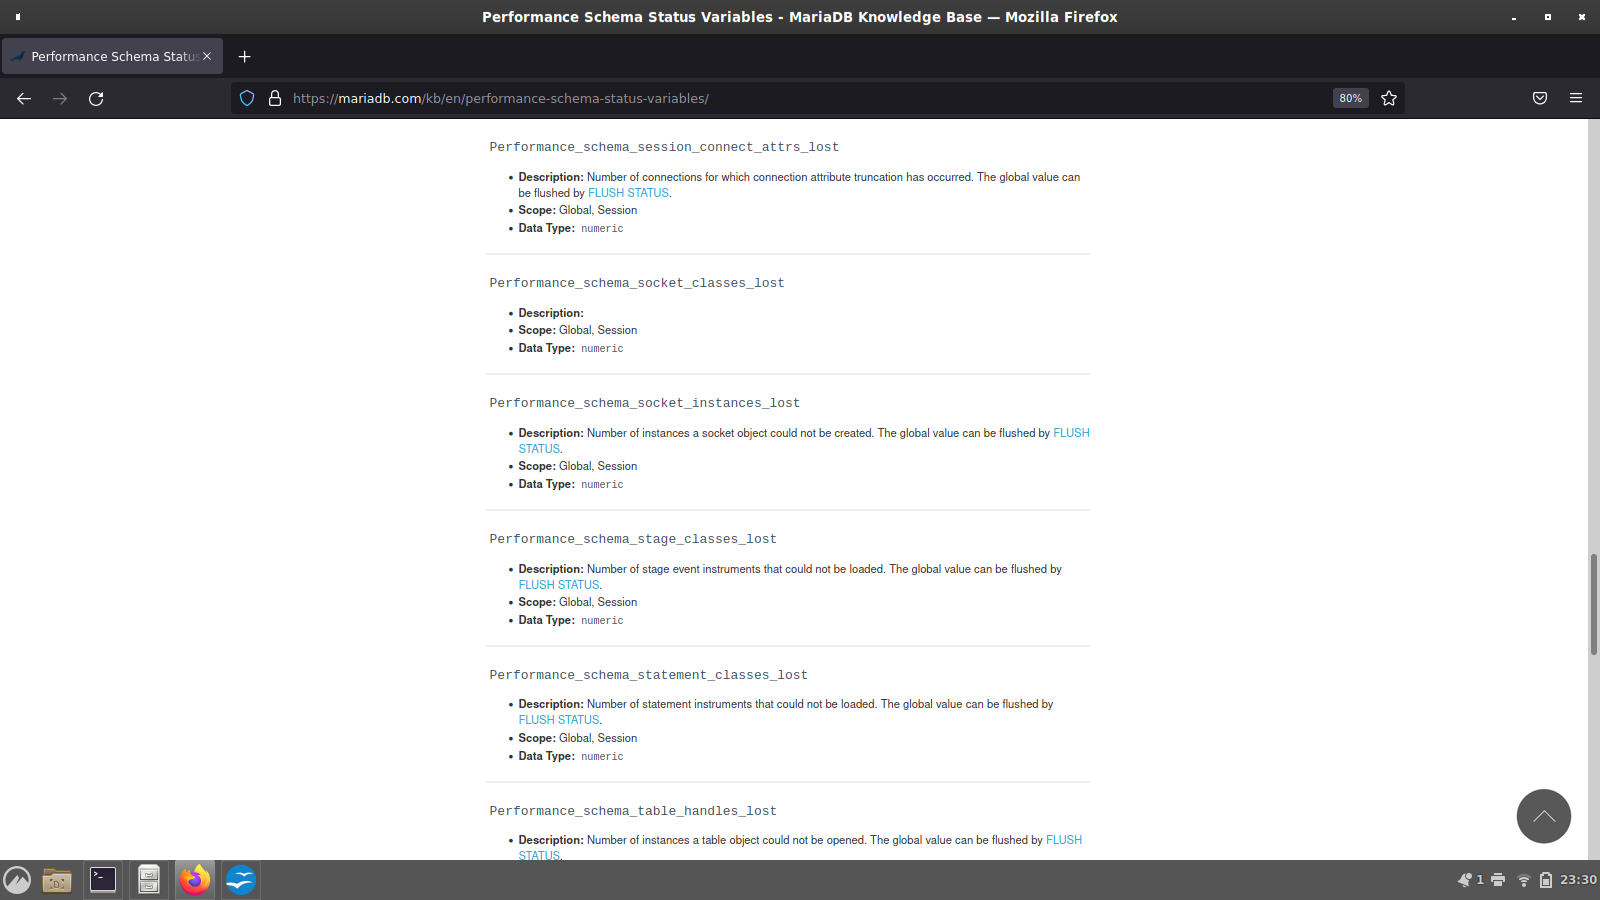 Performance Schema Status Variables - MariaDB Knowledge Base — Mozilla Firefox
Performance Schema Status
https://mariadb.com/kb/en/performance-schema-status-variables/
80%
Performance_schema_session_connect_attrs_lost
• Description: Number of connections for which connection attribute truncation has occurred. The global value can
be flushed by FLUSH STATUS.
• Scope: Global, Session
• Data Type: numeric
Performance_schema_socket_classes_lost
• Description:
• Scope: Global, Session
• Data Type: numeric
Performance_schema_socket_instances_lost
• Description: Number of instances a socket object could not be created. The global value can be flushed by FLUSH
STATUS.
• Scope: Global, Session
• Data Type: numeric
Performance_schema_stage_classes_lost
• Description: Number of stage event instruments that could not be loaded. The global value can be flushed by
FLUSH STATUS.
• Scope: Global, Session
• Data Type: numeric
Performance_schema_statement_classes_lost
• Description: Number of statement instruments that could not be loaded. The global value can be flushed by
FLUSH STATUS.
• Scope: Global, Session
• Data Type: numeric
Performance_schema_table_handles_lost
• Description: Number of instances a table object could not be opened. The global value can be flushed by FLUSH
STATUS.
1
23:30